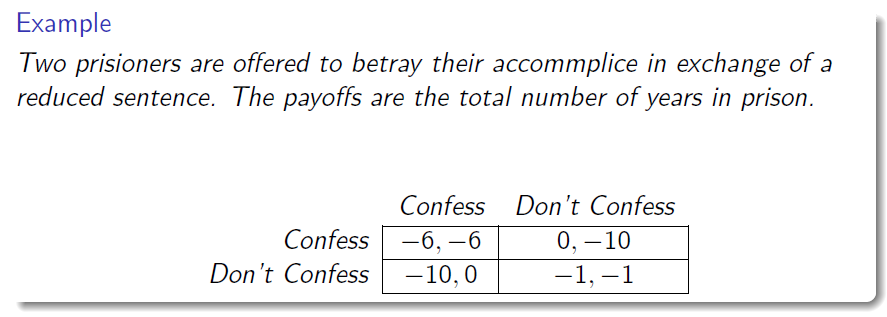 Example
Two prisioners are offered to betray their accommplice in exchange of a
reduced sentence. The payoffs are the total number of years in prison.
Confess Don't Confess
Confess −6, −6 0, −10
Don't Confess −10, 0 −1, −1